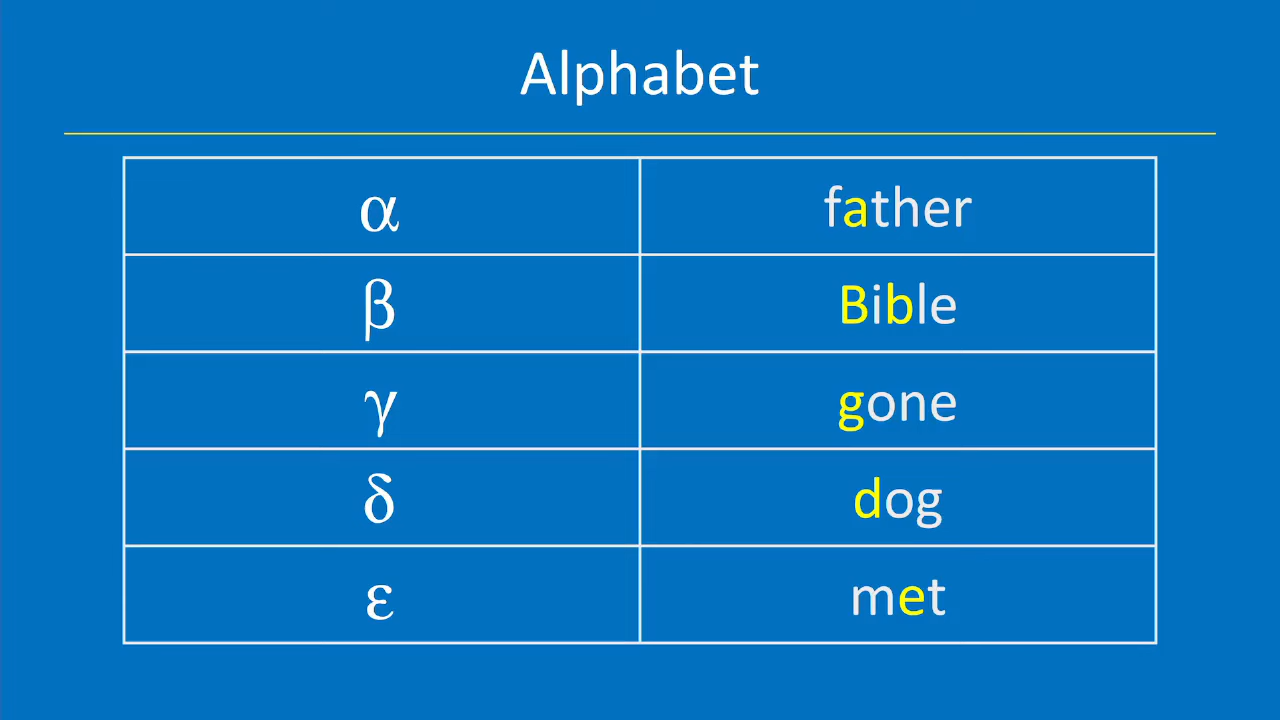 Alphabet
α father
β Bible
γ gone
δ dog
ε met